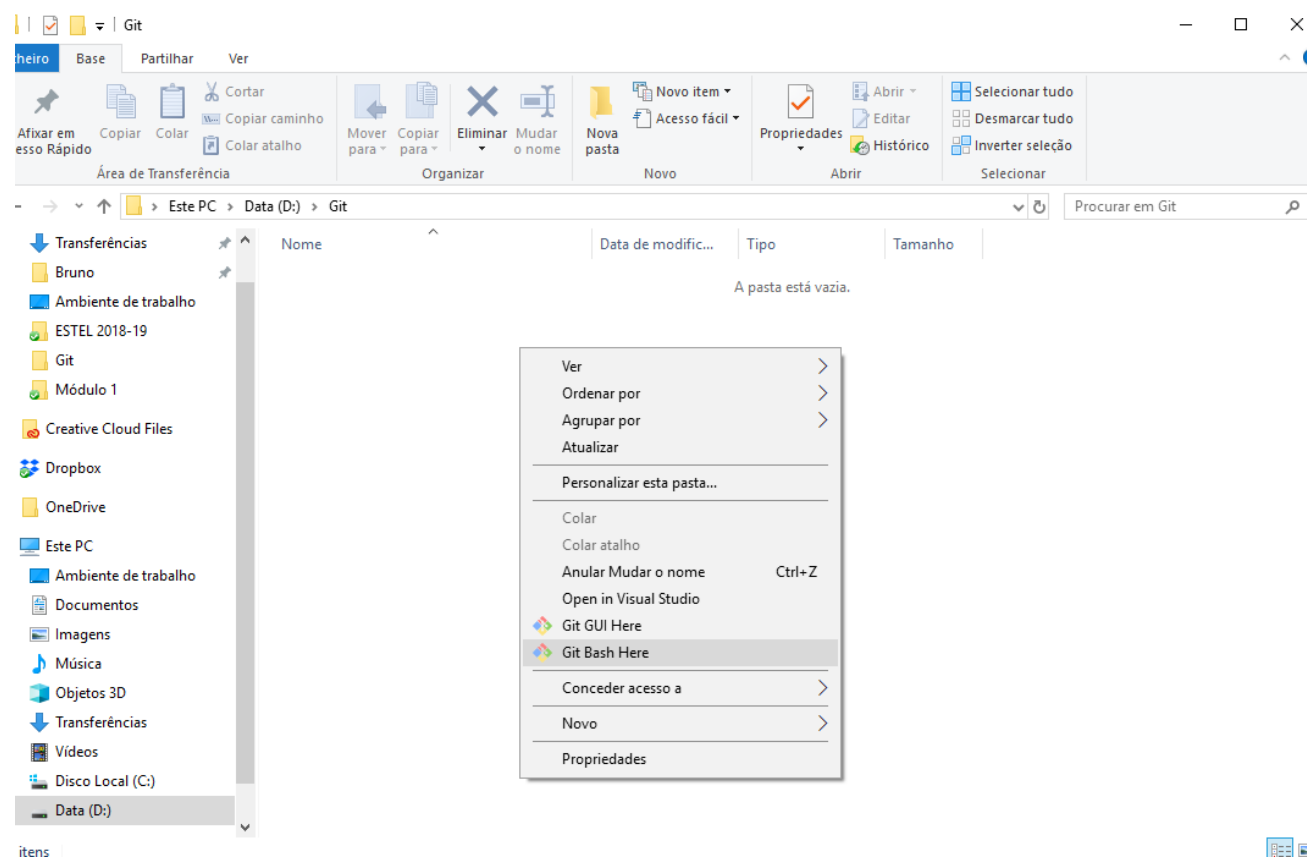 Git
cheiro Base Partilhar Ver
Afixar em
esso Rápido
Copiar
Colar
Cortar
Copiar caminho
Colar atalho
Área de Transferência
Mover para
Copiar para
Eliminar
Mudar o nome
Organizar
Nova pasta
Novo item
Acesso fácil
Novo
Propriedades
Abrir
Editar
Histórico
Abrir
Selecionar tudo
Desmarcar tudo
Inverter seleção
Selecionar
Este PC > Data (D:) > Git
Procurar em Git
Transferências
Bruno
Ambiente de trabalho
ESTEL 2018-19
Git
Módulo 1
Creative Cloud Files
Dropbox
OneDrive
Este PC
Ambiente de trabalho
Documentos
Imagens
Música
Objetos 3D
Transferências
Vídeos
Disco Local (C:)
Data (D:)
Nome Data de modific... Tipo Tamanho
A pasta está vazia.
Ver
Ordenar por
Agrupar por
Atualizar
Personalizar esta pasta...
Colar
Colar atalho
Anular Mudar o nome Ctrl+Z
Open in Visual Studio
Git GUI Here
Git Bash Here
Conceder acesso a
Novo
Propriedades
itens